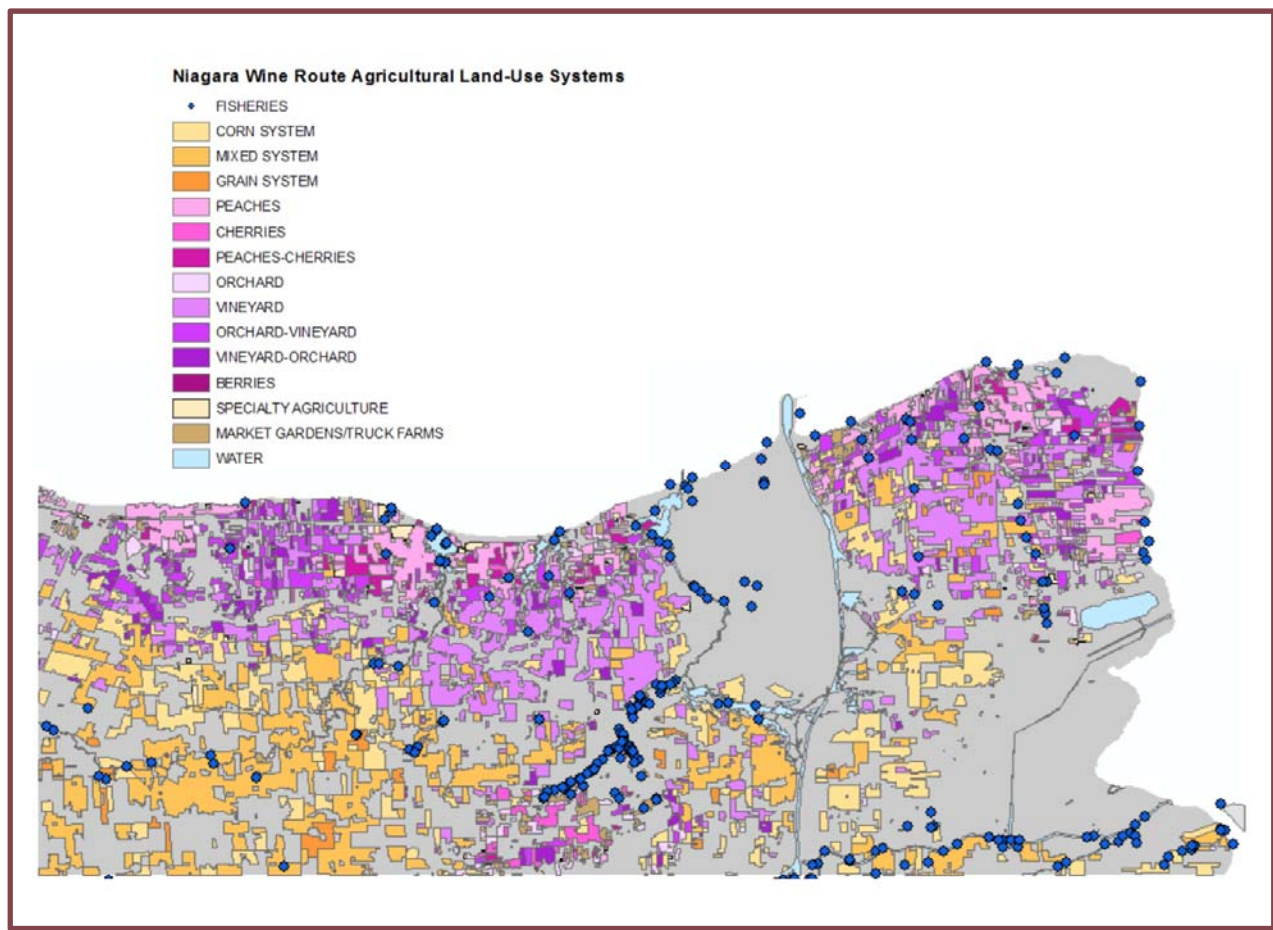 Niagara Wine Route Agricultural Land-Use Systems
FISHERIES
CORN SYSTEM
MIXED SYSTEM
GRAIN SYSTEM
PEACHES
CHERRIES
PEACHES-CHERRIES
ORCHARD
VINEYARD
ORCHARD-VINEYARD
VINEYARD-ORCHARD
BERRIES
SPECIALTY AGRICULTURE
MARKET GARDENS/TRUCK FARMS
WATER